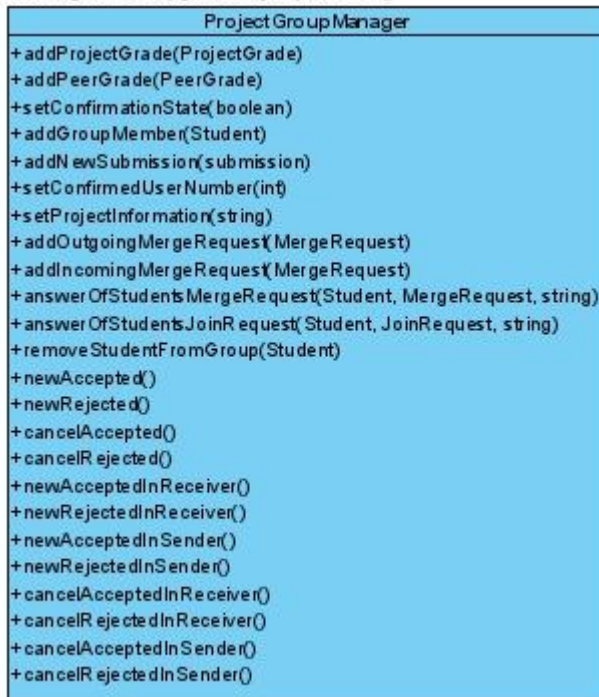 ProjectGroupManager
+addProjectGrade(ProjectGrade)
+addPeerGrade(PeerGrade)
+setConfirmationState(boolean)
+addGroupMember(Student)
+addNewSubmission(submission)
+setConfirmedUserNumber(int)
+setProjectInformation(string)
+addOutgoingMergeRequest(MergeRequest)
+addIncomingMergeRequest(MergeRequest)
+answerOfStudentsMergeRequest(Student, MergeRequest, string)
+answerOfStudentsJoinRequest(Student, JoinRequest, string)
+removeStudentFromGroup(Student)
+newAccepted()
+newRejected()
+cancelAccepted()
+cancelRejected()
+newAcceptedInReceiver()
+newRejectedInReceiver()
+newAcceptedInSender()
+newRejectedInSender()
+cancelAcceptedInReceiver()
+cancelRejectedInReceiver()
+cancelAcceptedInSender()
+cancelRejectedInSender()